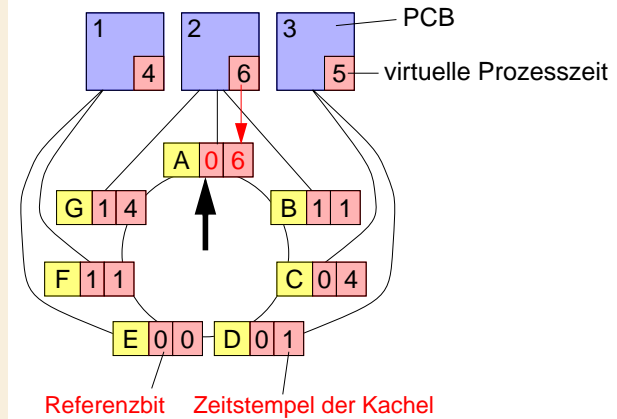 1 2 3 PCB
4 6 5 virtuelle Prozesszeit
A 0 6
G 1 4 B 1 1
F 1 1 C 0 4
E 0 0 D 0 1
Referenzbit Zeitstempel der Kachel